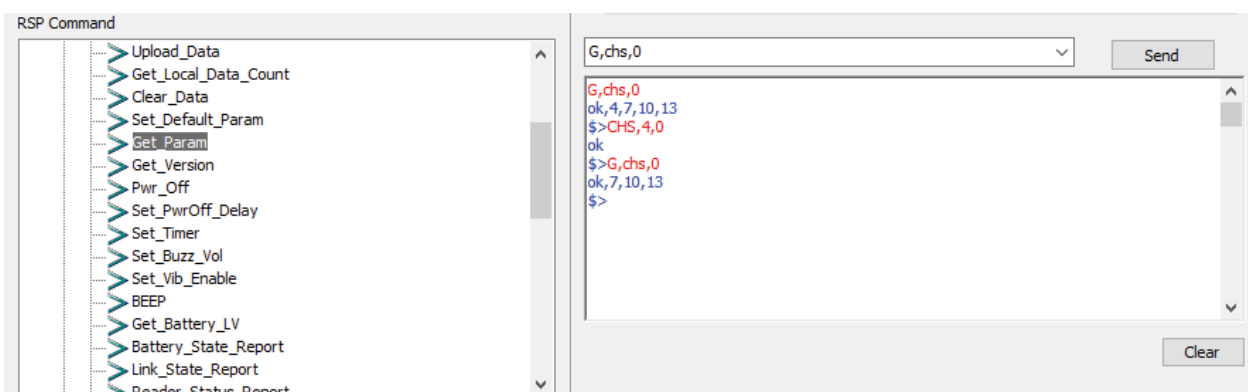 RSP Command
Upload_Data
Get_Local_Data_Count
Clear_Data
Set_Default_Param
Get_Param
Get_Version
Pwr_Off
Set_PwrOff_Delay
Set_Timer
Set_Buzz_Vol
Set_Vib_Enable
BEEP
Get_Battery_LV
Battery_State_Report
Link_State_Report
Reader_Status_Report
G,chs,0
Send
G,chs,0
ok,4,7,10,13
$>CHS,4,0
ok
$>G,chs,0
ok,7,10,13
$>
Clear